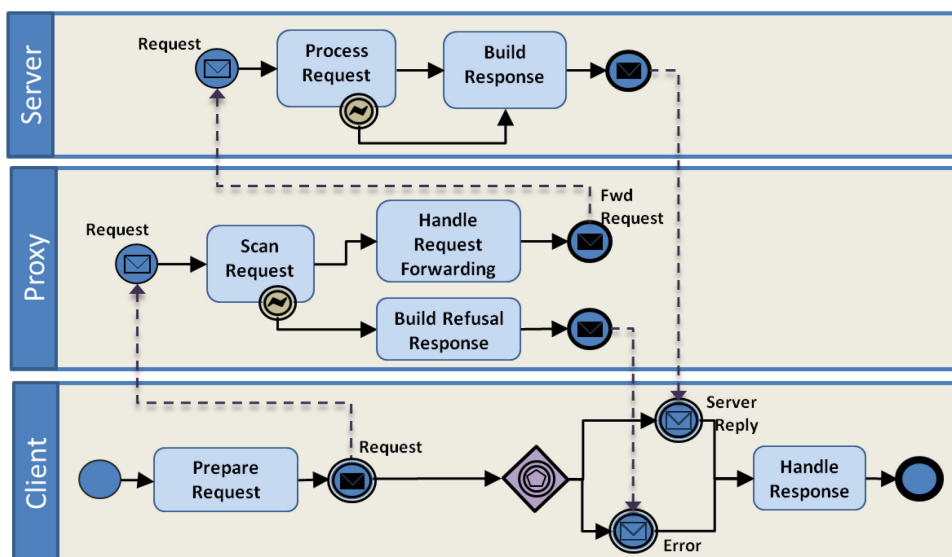 Server
Request
Process
Request
Build
Response
Proxy
Request
Scan
Request
Handle
Request
Forwarding
Fwd
Request
Build Refusal
Response
Client
Prepare
Request
Request
Server
Reply
Error
Handle
Response